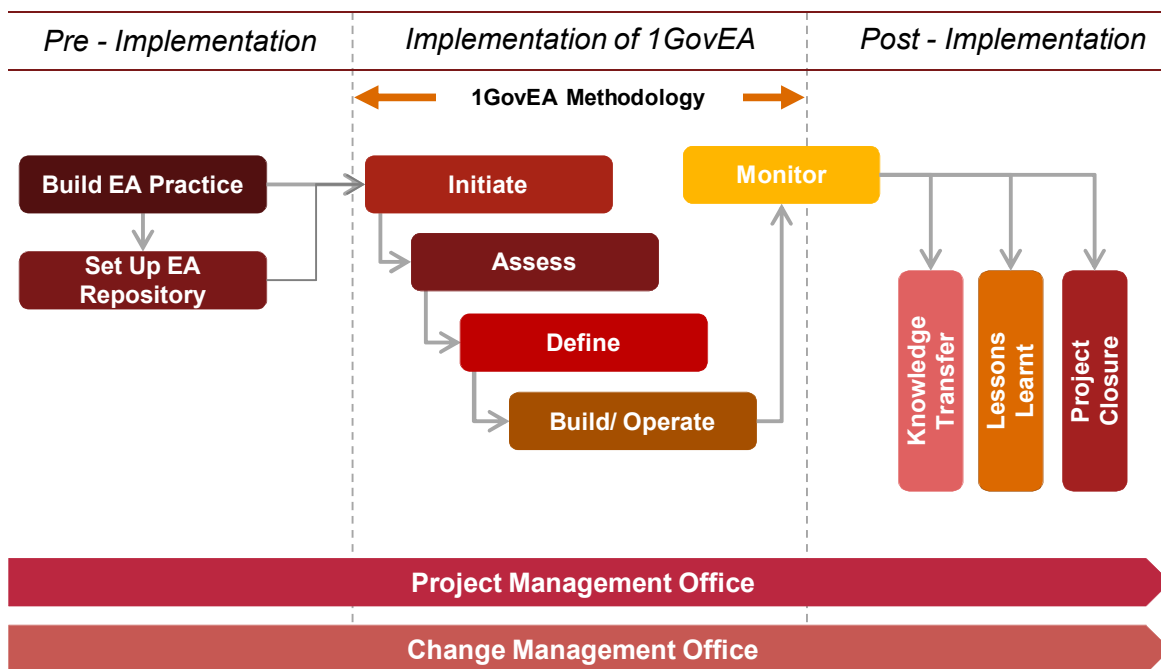 Pre - Implementation
Implementation of 1GovEA
Post - Implementation
1GovEA Methodology
Build EA Practice
Set Up EA
Repository
Initiate
Assess
Define
Build/ Operate
Monitor
Knowledge
Transfer
Lessons
Learnt
Project
Closure
Project Management Office
Change Management Office